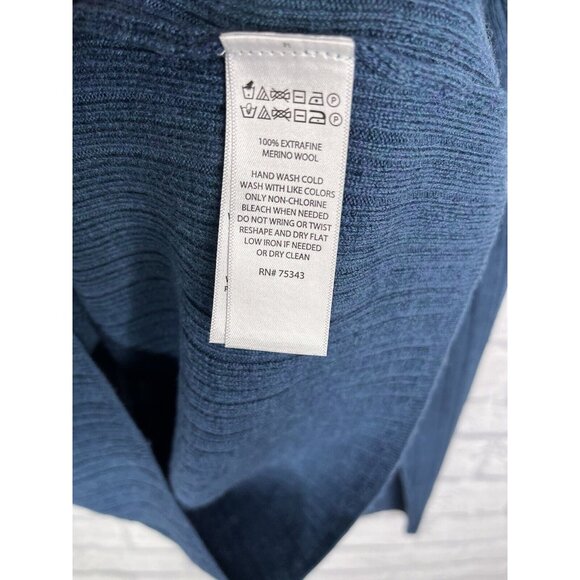 P
P
100% EXTRAFINE
MERINO WOOL
HAND WASH COLD
WASH WITH LIKE COLORS
ONLY NON-CHLORINE
BLEACH WHEN NEEDED
DO NOT WRING OR TWIST
RESHAPE AND DRY FLAT
LOW IRON IF NEEDED
OR DRY CLEAN
RN# 75343